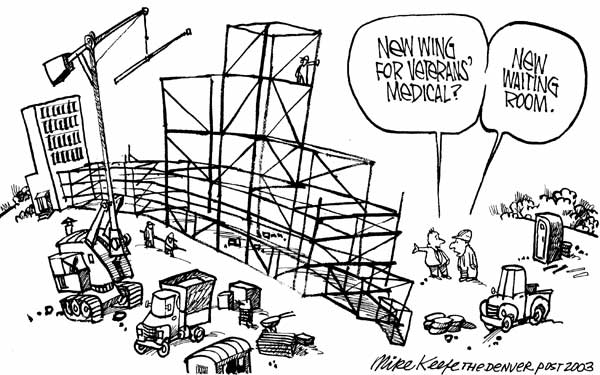 NEW WING
FOR VETERANS'
MEDICAL?
NEW
WAITING
ROOM.
MIKE KEEFE THE DENVER POST 2003